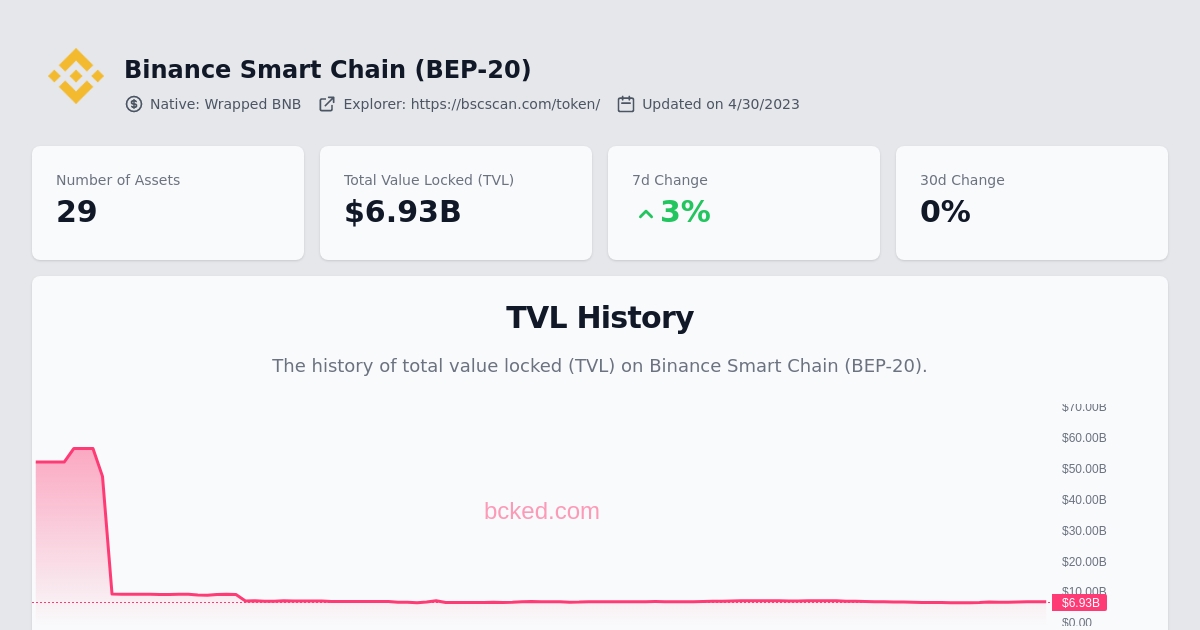 Binance Smart Chain (BEP-20)
Native: Wrapped BNB Explorer: https://bscscan.com/token/ Updated on 4/30/2023
Number of Assets
29
Total Value Locked (TVL)
$6.93B
7d Change
3%
30d Change
0%
TVL History
The history of total value locked (TVL) on Binance Smart Chain (BEP-20).
$70.00B
$60.00B
$50.00B
bcked.com
$40.00B
$30.00B
$20.00B
$10.00B
$6.93B
$0.00